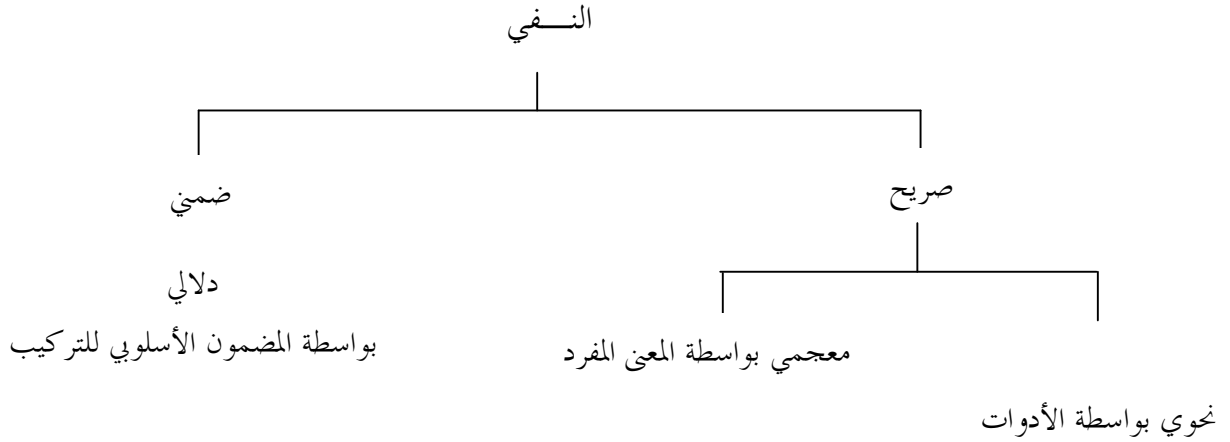 النـــفي
صريح
ضمني
دلالي
بواسطة المضمون الأسلوبي للتركيب
معجمي بواسطة المعنى المفرد
نحوي بواسطة الأدوات